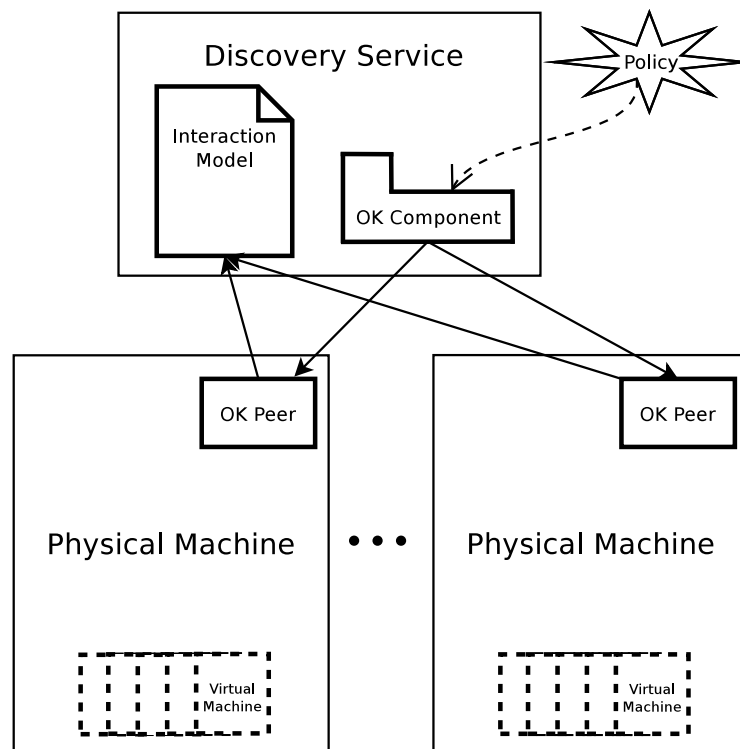 Discovery Service
Policy
Interaction
Model
OK Component
OK Peer
OK Peer
Physical Machine
• • •
Physical Machine
Virtual
Machine
Virtual
Machine